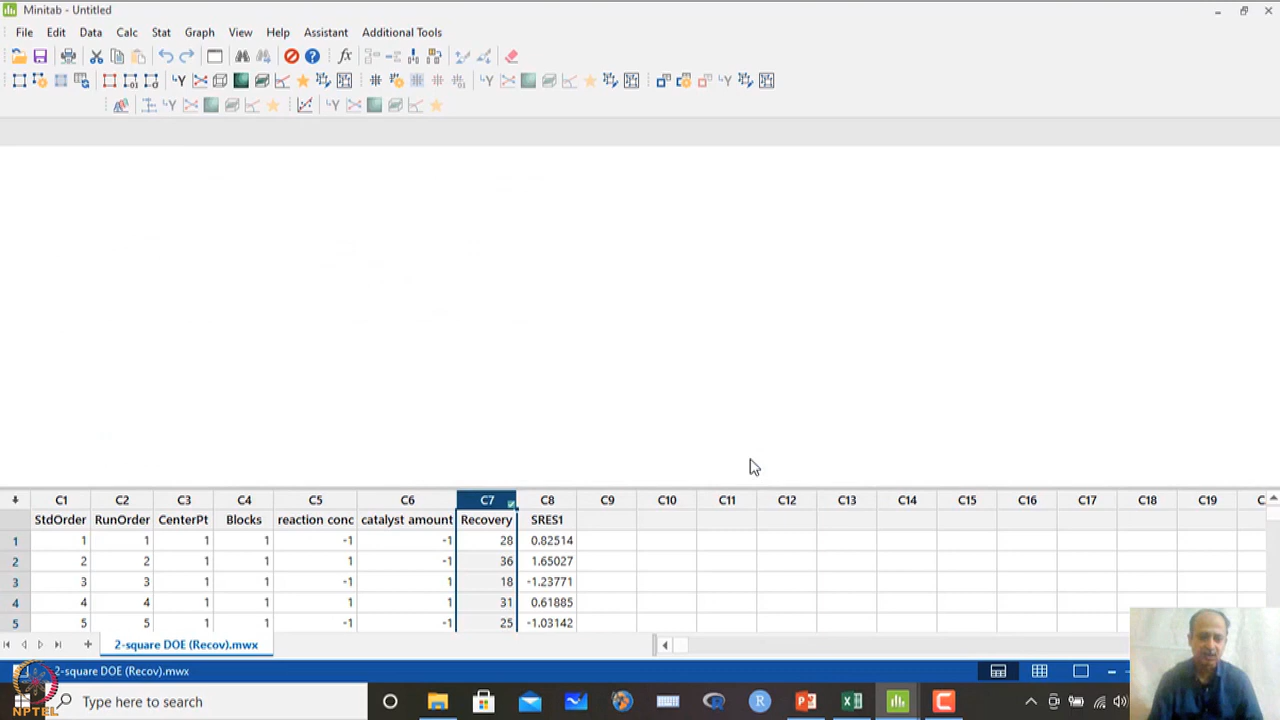 Minitab - Untitled
File Edit Data Calc Stat Graph View Help Assistant Additional Tools
C1 C2 C3 C4 C5 C6 C7 C8 C9 C10 C11 C12 C13 C14 C15 C16 C17 C18 C19 C
StdOrder RunOrder CenterPt Blocks reaction conc catalyst amount Recovery SRES1
1 1 1 1 1 -1 -1 28 0.82514
2 2 2 1 1 1 -1 36 1.65027
3 3 3 1 1 -1 1 18 -1.23771
4 4 4 1 1 1 1 31 0.61885
5 5 5 1 1 -1 -1 25 -1.03142
2-square DOE (Recov).mwx
2-square DOE (Recov).mwx
Type here to search
NPTEL